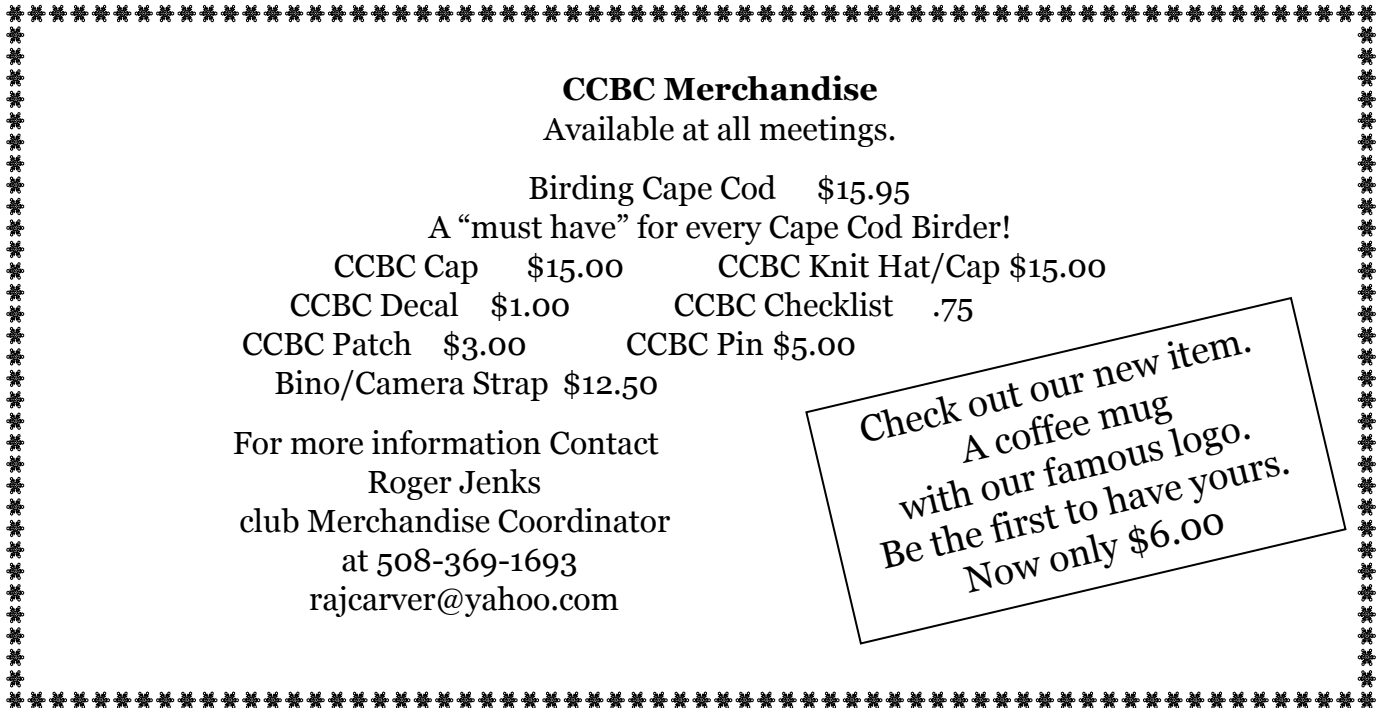 CCBC Merchandise
Available at all meetings.
Birding Cape Cod $15.95
A “must have” for every Cape Cod Birder!
CCBC Cap $15.00 CCBC Knit Hat/Cap $15.00
CCBC Decal $1.00 CCBC Checklist .75
CCBC Patch $3.00 CCBC Pin $5.00
Bino/Camera Strap $12.50
For more information Contact
Roger Jenks
club Merchandise Coordinator
at 508-369-1693
rajcarver@yahoo.com
Check out our new item.
A coffee mug
with our famous logo.
Be the first to have yours.
Now only $6.00